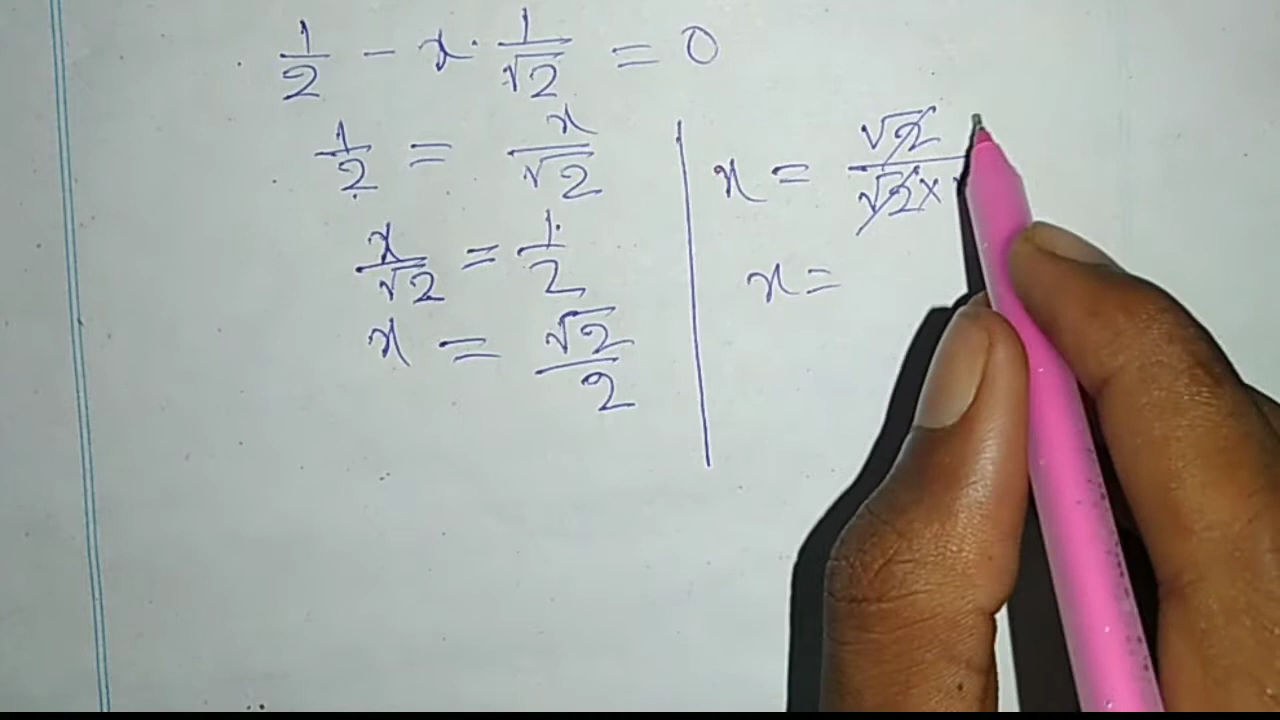 1/2 - x · 1/√2 = 0
1/2 = x/√2
x/√2 = 1/2
x = √2/2
x = √2/√2×
x =